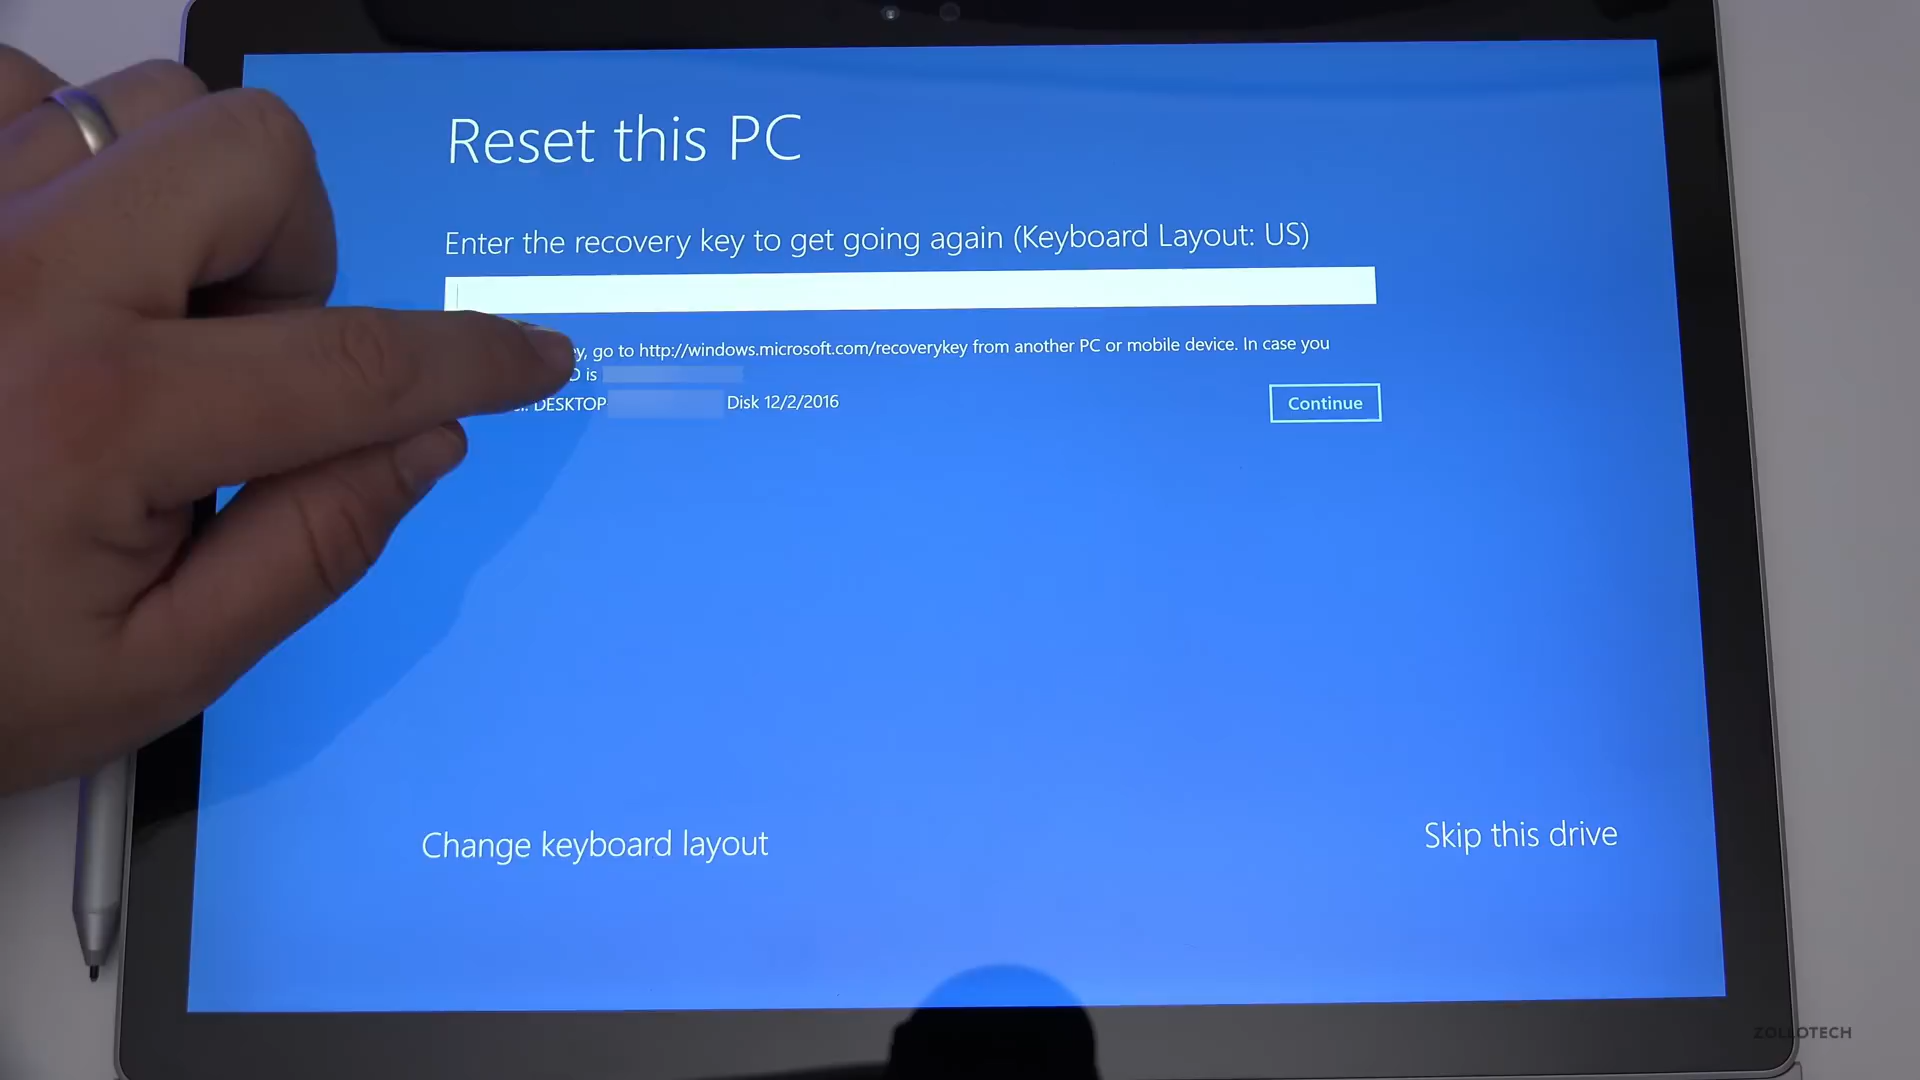 Reset this PC
Enter the recovery key to get going again (Keyboard Layout: US)
go to http://windows.microsoft.com/recoverykey from another PC or mobile device. In case you
is
DESKTOP Disk 12/2/2016
Continue
Change keyboard layout
Skip this drive
ZOLLOTECH